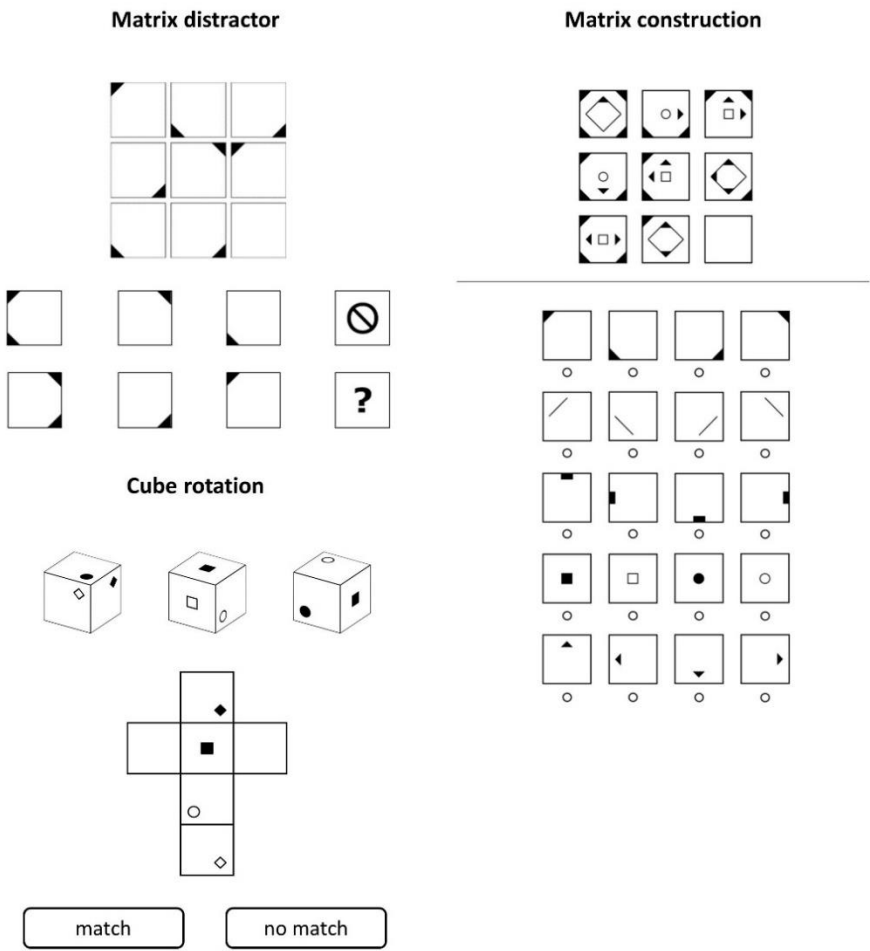 Matrix distractor
Matrix construction
?
Cube rotation
match
no match